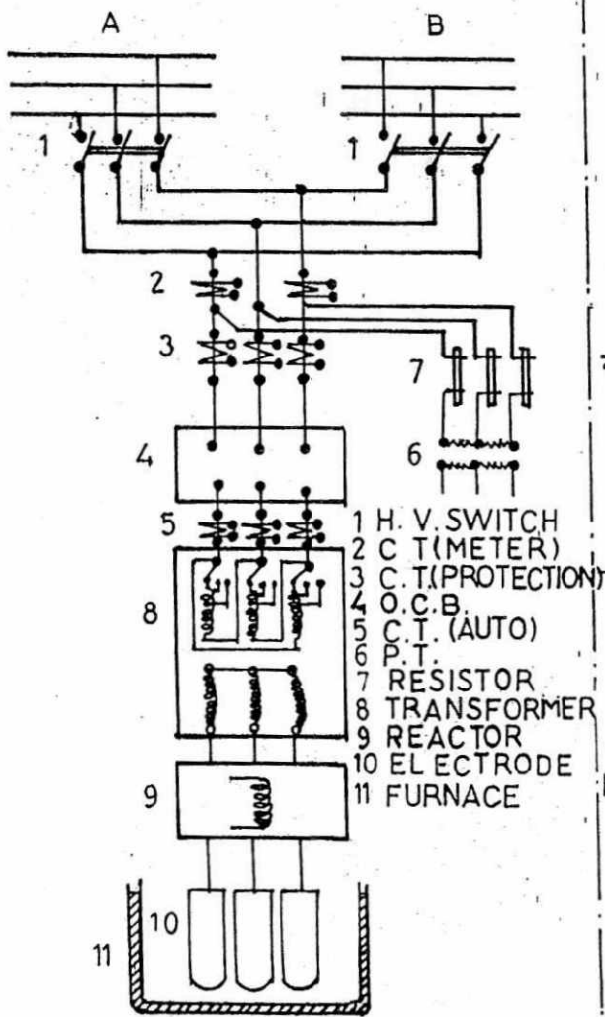 A B
1 1
2
3
7
4
6
5
8
9
10
11
1 H. V. SWITCH
2 C T (METER)
3 C.T.(PROTECTION)
4 O.C.B.
5 C.T. (AUTO)
6 P.T.
7 RESISTOR
8 TRANSFORMER
9 REACTOR
10 ELECTRODE
11 FURNACE